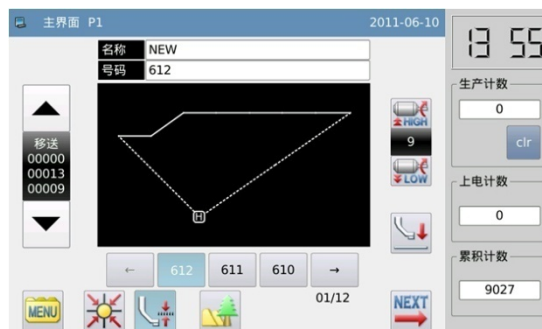 主界面 P1
2011-06-10
名称 NEW
号码 612
移送
00000
00013
00009
HIGH
9
LOW
H
← 612 611 610 →
01/12
MENU
NEXT
13 55
生产计数
0
clr
上电计数
0
累积计数
9027